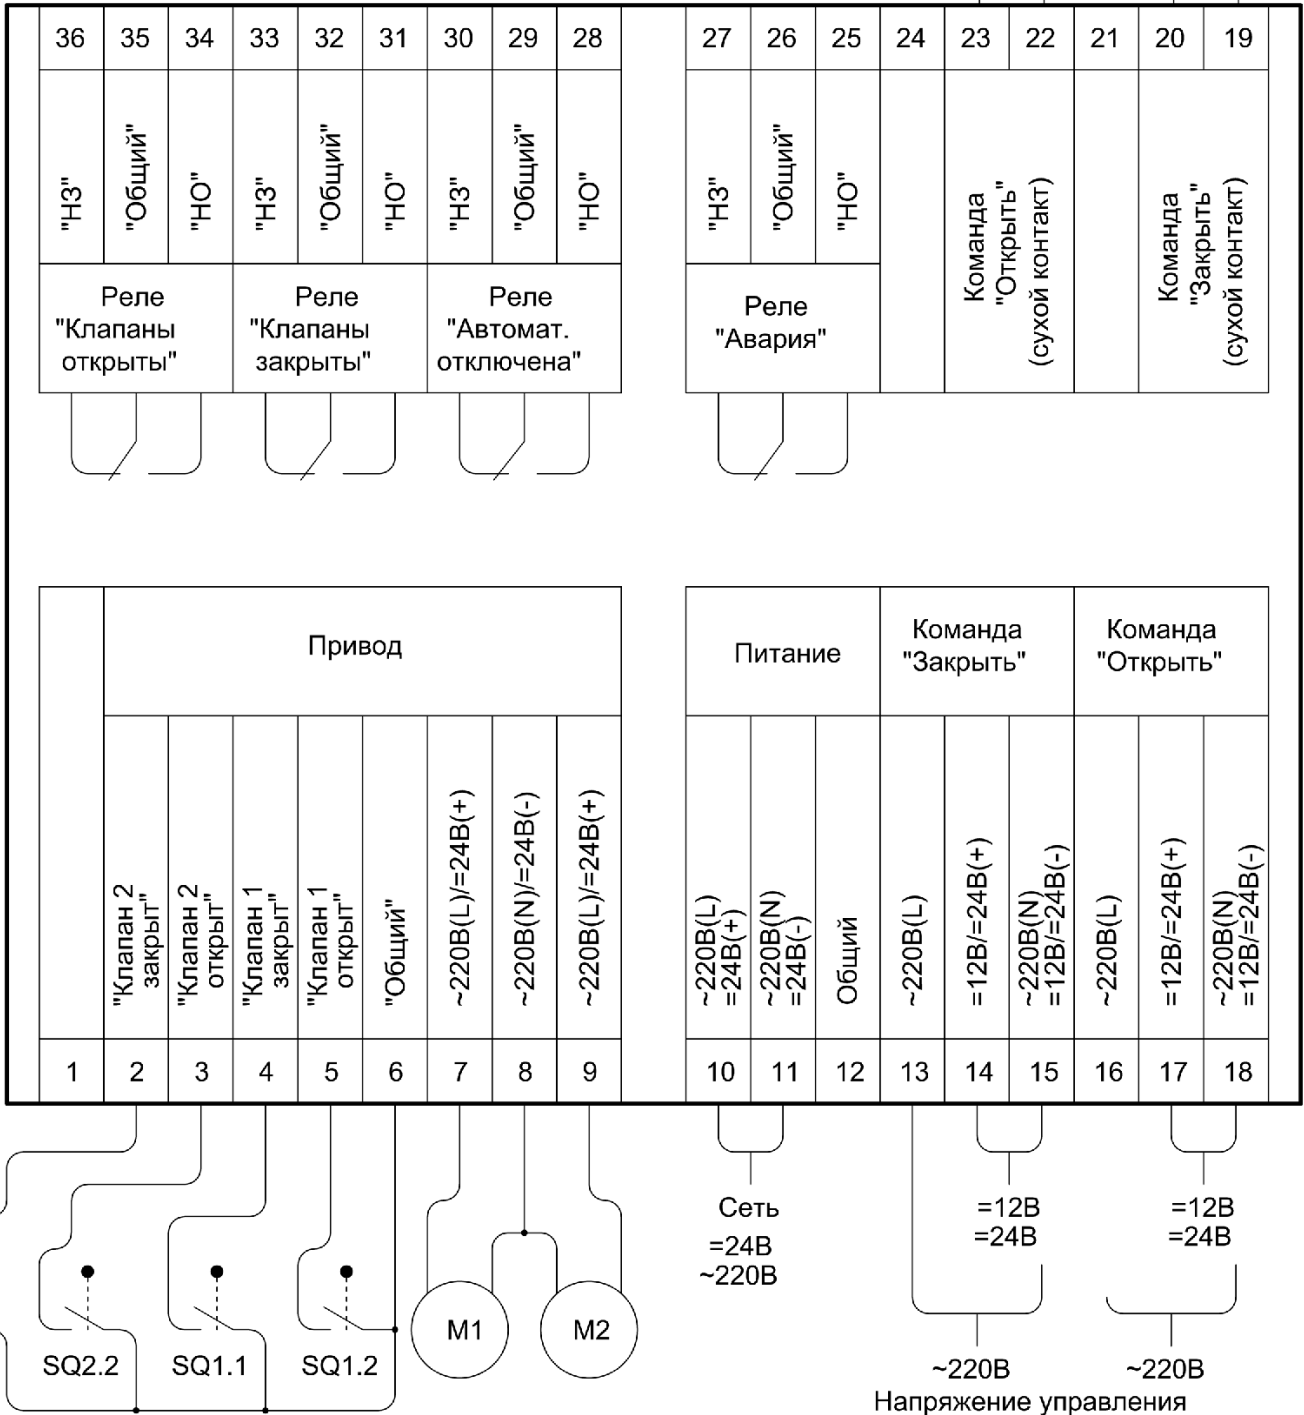 36 35 34 33 32 31 30 29 28 27 26 25 24 23 22 21 20 19
"НЗ"
"Общий"
"НО"
"НЗ"
"Общий"
"НО"
"НЗ"
"Общий"
"НО"
"НЗ"
"Общий"
"НО"
Команда
"Открыть"
(сухой контакт)
Команда
"Закрыть"
(сухой контакт)
Реле
"Клапаны
открыты"
Реле
"Клапаны
закрыты"
Реле
"Автомат.
отключена"
Реле
"Авария"
Привод
Питание
Команда
"Закрыть"
Команда
"Открыть"
"Клапан 2
закрыт"
"Клапан 2
открыт"
"Клапан 1
закрыт"
"Клапан 1
открыт"
"Общий"
~220В(L)/=24В(+)
~220В(N)/=24В(-)
~220В(L)/=24В(+)
~220В(L)
=24В(+)
~220В(N)
=24В(-)
Общий
~220В(L)
=12В/=24В(+)
~220В(N)
=12В/=24В(-)
~220В(L)
=12В/=24В(+)
~220В(N)
=12В/=24В(-)
1 2 3 4 5 6 7 8 9 10 11 12 13 14 15 16 17 18
Сеть
=24В
~220В
=12В
=24В
=12В
=24В
SQ2.2
SQ1.1
SQ1.2
M1
M2
~220В
~220В
Напряжение управления